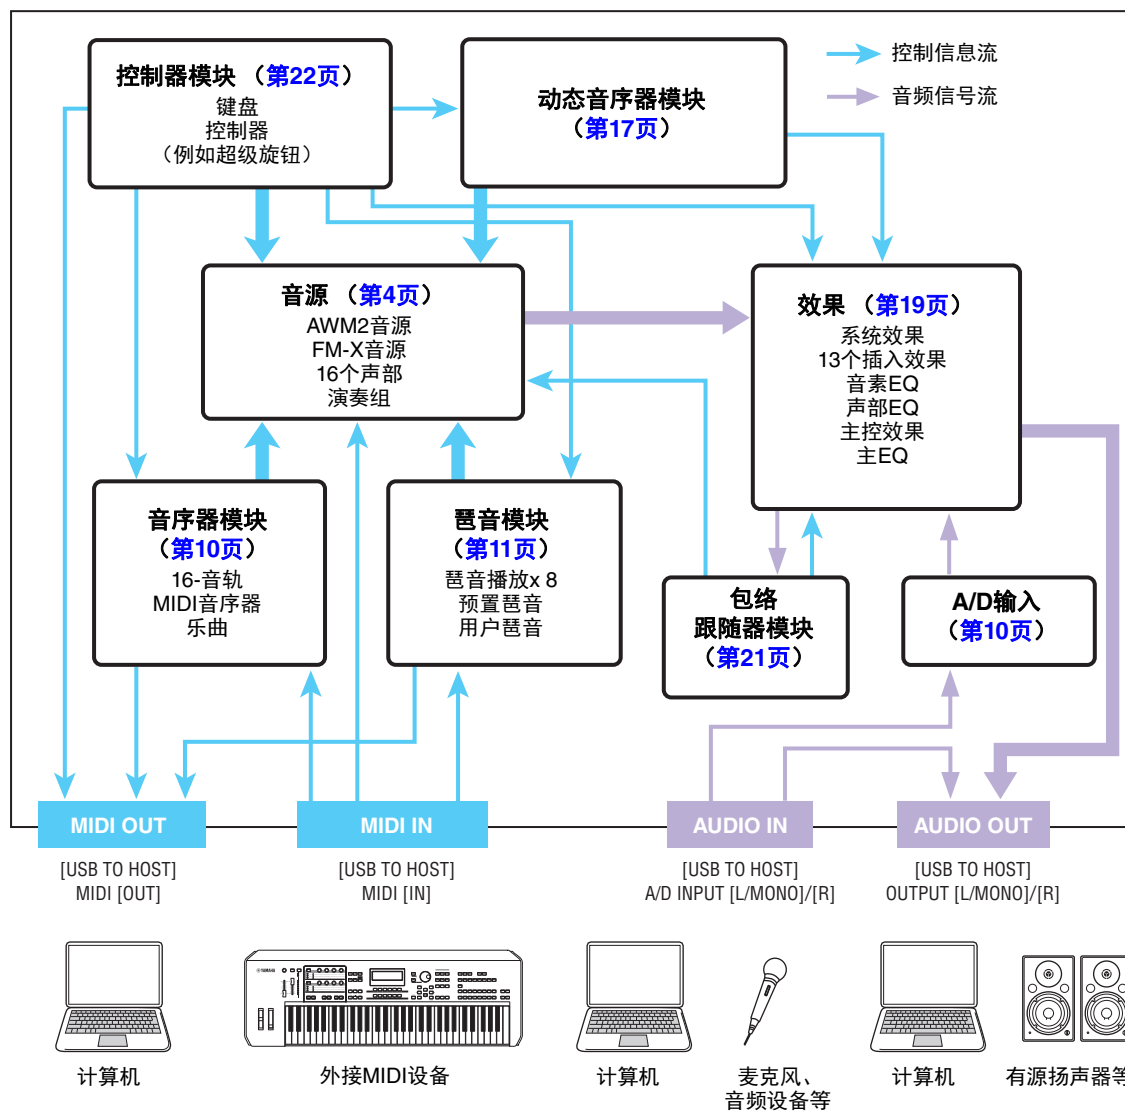 控制信息流
音频信号流
控制器模块 （第22页）
键盘
控制器
（例如超级旋钮）
动态音序器模块
（第17页）
音源 （第4页）
AWM2音源
FM-X音源
16个声部
演奏组
效果 （第19页）
系统效果
13个插入效果
音素EQ
声部EQ
主控效果
主EQ
音序器模块
（第10页）
16-音轨
MIDI音序器
乐曲
琶音模块
（第11页）
琶音播放x 8
预置琶音
用户琶音
包络
跟随器模块
（第21页）
A/D输入
（第10页）
MIDI OUT
MIDI IN
AUDIO IN
AUDIO OUT
[USB TO HOST]
MIDI [OUT]
[USB TO HOST]
MIDI [IN]
[USB TO HOST]
A/D INPUT [L/MONO]/[R]
[USB TO HOST]
OUTPUT [L/MONO]/[R]
YAMAHA
计算机
外接MIDI设备
计算机
麦克风、
音频设备等
计算机
有源扬声器等